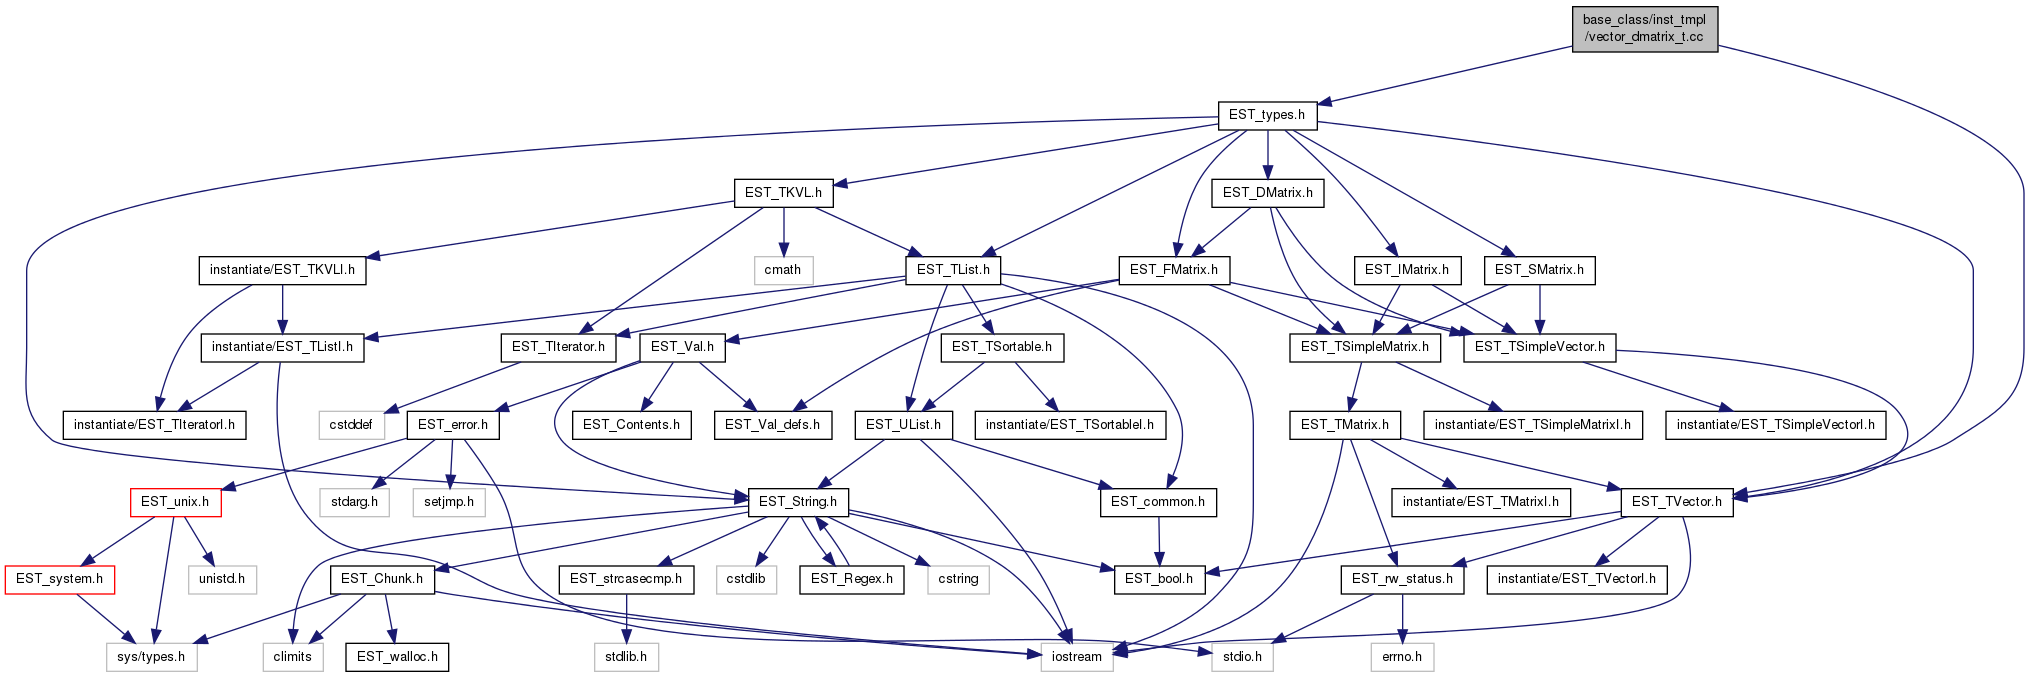 base_class/inst_tmpl
/vector_dmatrix_t.cc
EST_types.h
EST_TKVL.h
EST_DMatrix.h
instantiate/EST_TKVLI.h
cmath
EST_TList.h
EST_FMatrix.h
EST_IMatrix.h
EST_SMatrix.h
instantiate/EST_TListI.h
EST_TIterator.h
EST_Val.h
EST_TSortable.h
EST_TSimpleMatrix.h
EST_TSimpleVector.h
instantiate/EST_TIteratorI.h
cstddef
EST_error.h
EST_Contents.h
EST_Val_defs.h
EST_UList.h
instantiate/EST_TSortableI.h
EST_TMatrix.h
instantiate/EST_TSimpleMatrixI.h
instantiate/EST_TSimpleVectorI.h
EST_unix.h
stdarg.h
setjmp.h
EST_String.h
EST_common.h
instantiate/EST_TMatrixI.h
EST_TVector.h
EST_system.h
unistd.h
EST_Chunk.h
EST_strcasecmp.h
cstdlib
EST_Regex.h
cstring
EST_bool.h
EST_rw_status.h
instantiate/EST_TVectorI.h
sys/types.h
climits
EST_walloc.h
stdlib.h
iostream
stdio.h
errno.h